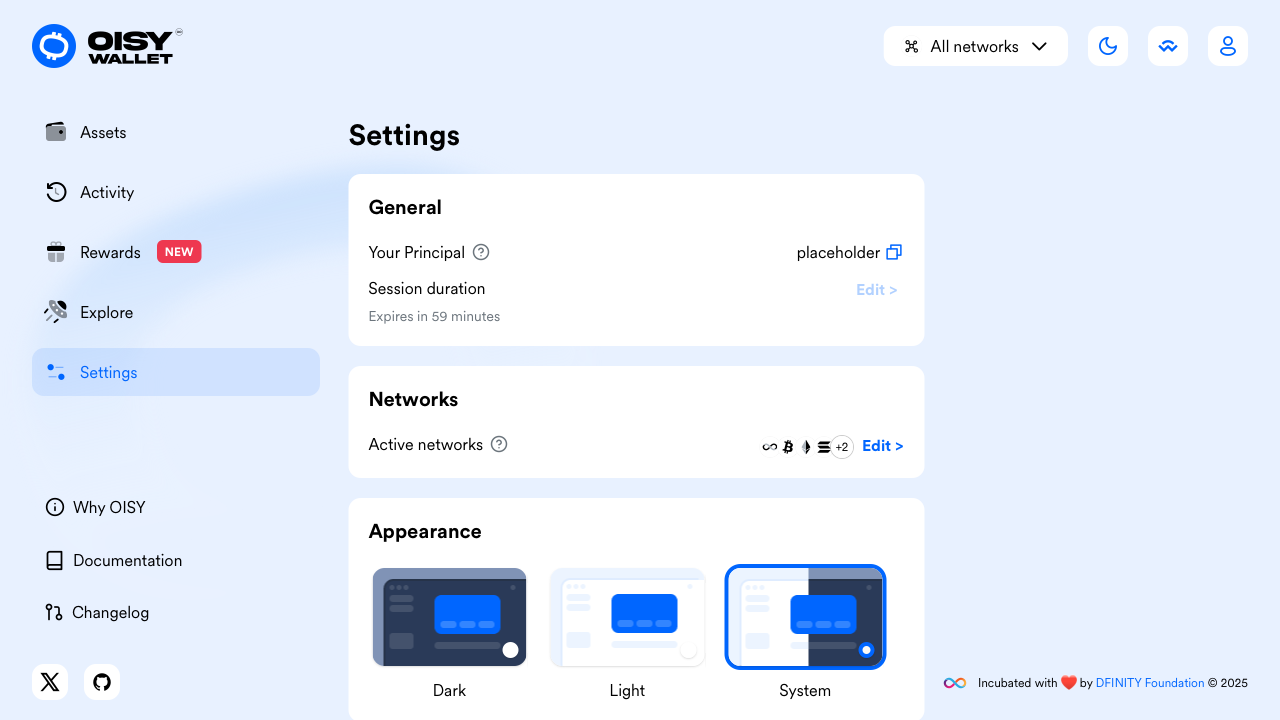 OISY
WALLET
All networks
Assets
Activity
Rewards NEW
Explore
Settings
Why OISY
Documentation
Changelog
Settings
General
Your Principal
placeholder
Session duration
Edit >
Expires in 59 minutes
Networks
Active networks
+2
Edit >
Appearance
Dark
Light
System
Incubated with ❤️ by DFINITY Foundation © 2025